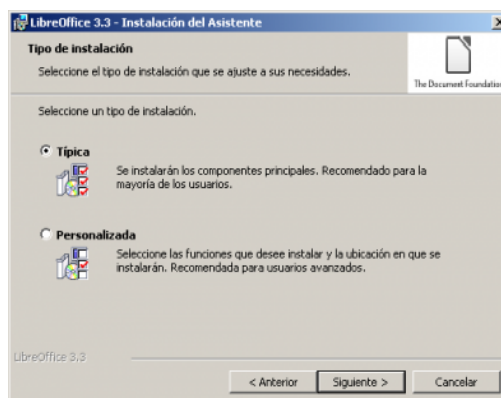 LibreOffice 3.3 - Instalación del Asistente
Tipo de instalación
Seleccione el tipo de instalación que se ajuste a sus necesidades.
The Document Foundation
Seleccione un tipo de instalación.
Típica
Se instalarán los componentes principales. Recomendado para la
mayoría de los usuarios.
Personalizada
Seleccione las funciones que desee instalar y la ubicación en que se
instalarán. Recomendada para usuarios avanzados.
LibreOffice 3.3
< Anterior
Siguiente >
Cancelar